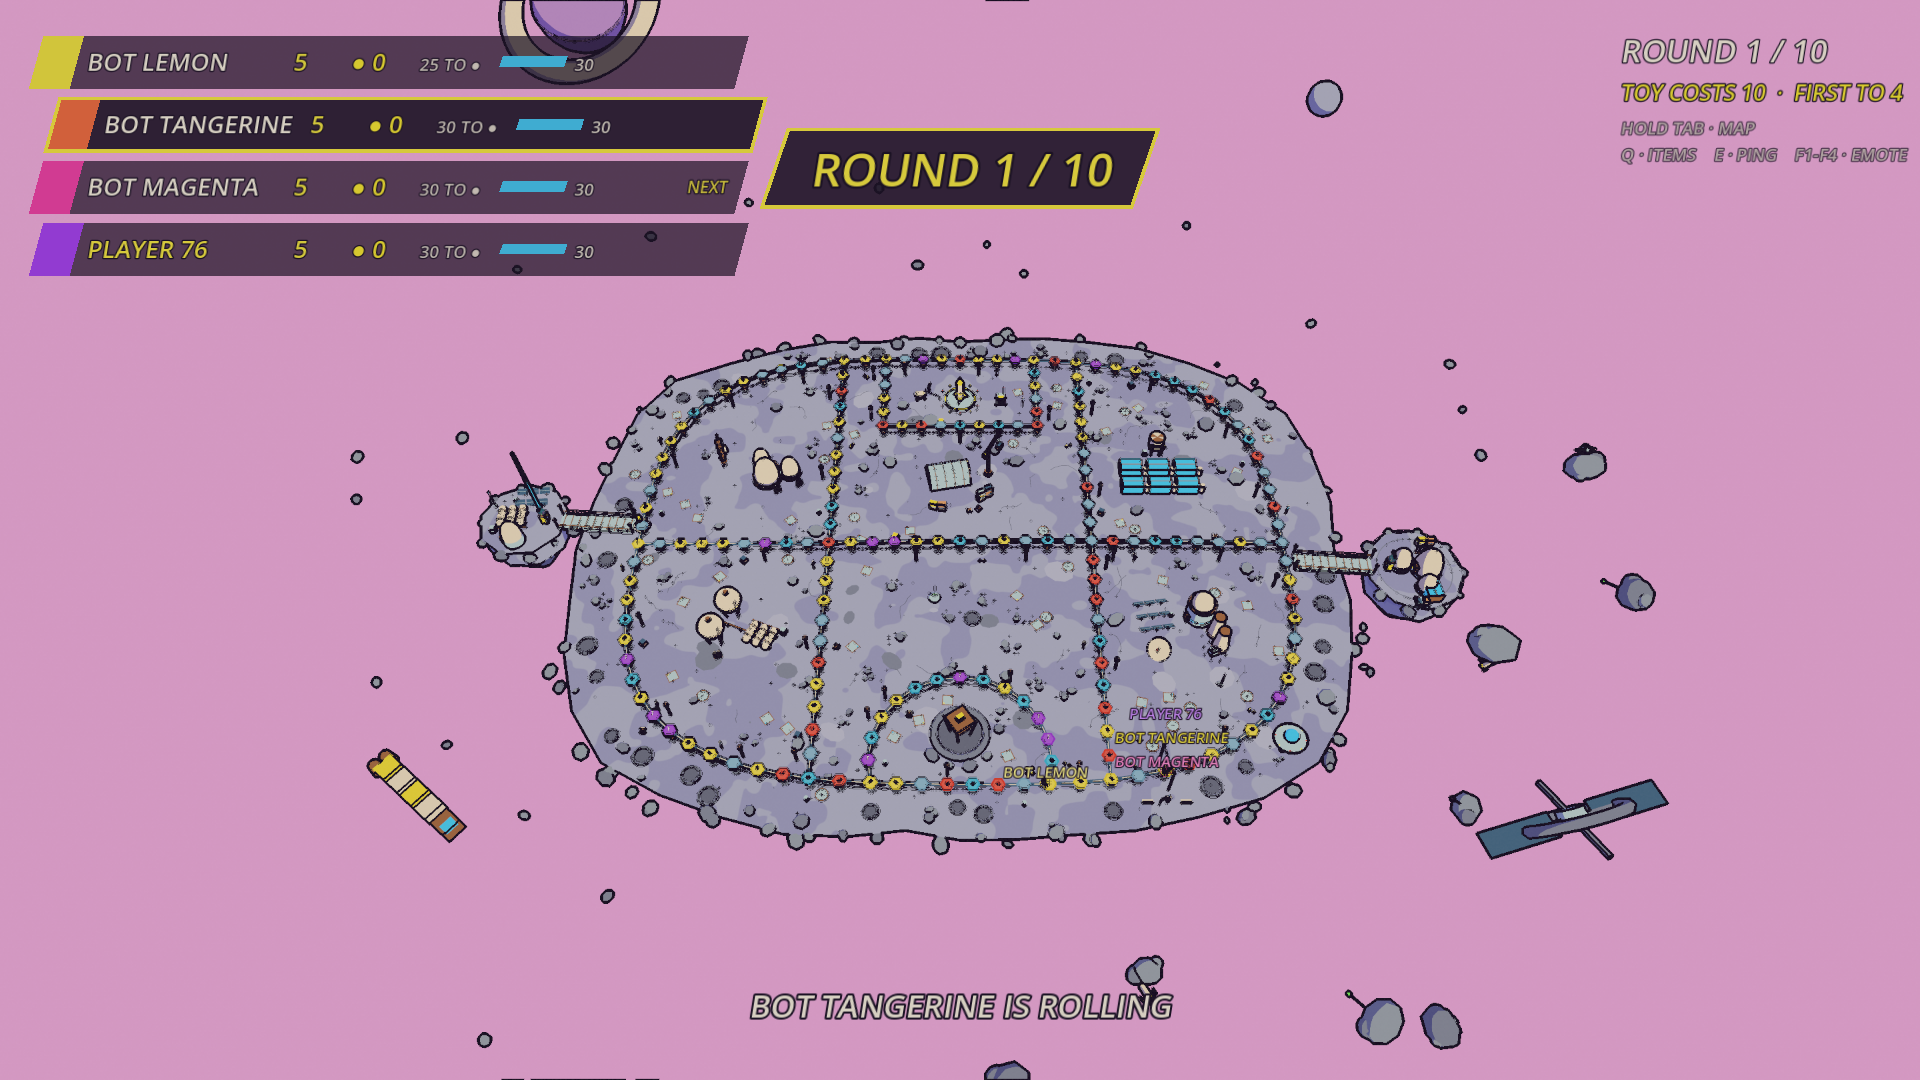 BOT LEMON 5 0 25 TO 30
BOT TANGERINE 5 0 30 TO 30
BOT MAGENTA 5 0 30 TO 30 NEXT
PLAYER 76 5 0 30 TO 30
ROUND 1 / 10
ROUND 1 / 10
TOY COSTS 10 · FIRST TO 4
HOLD TAB · MAP
Q · ITEMS E · PING F1-F4 · EMOTE
PLAYER 76
BOT TANGERINE
BOT MAGENTA
BOT LEMON
BOT TANGERINE IS ROLLING